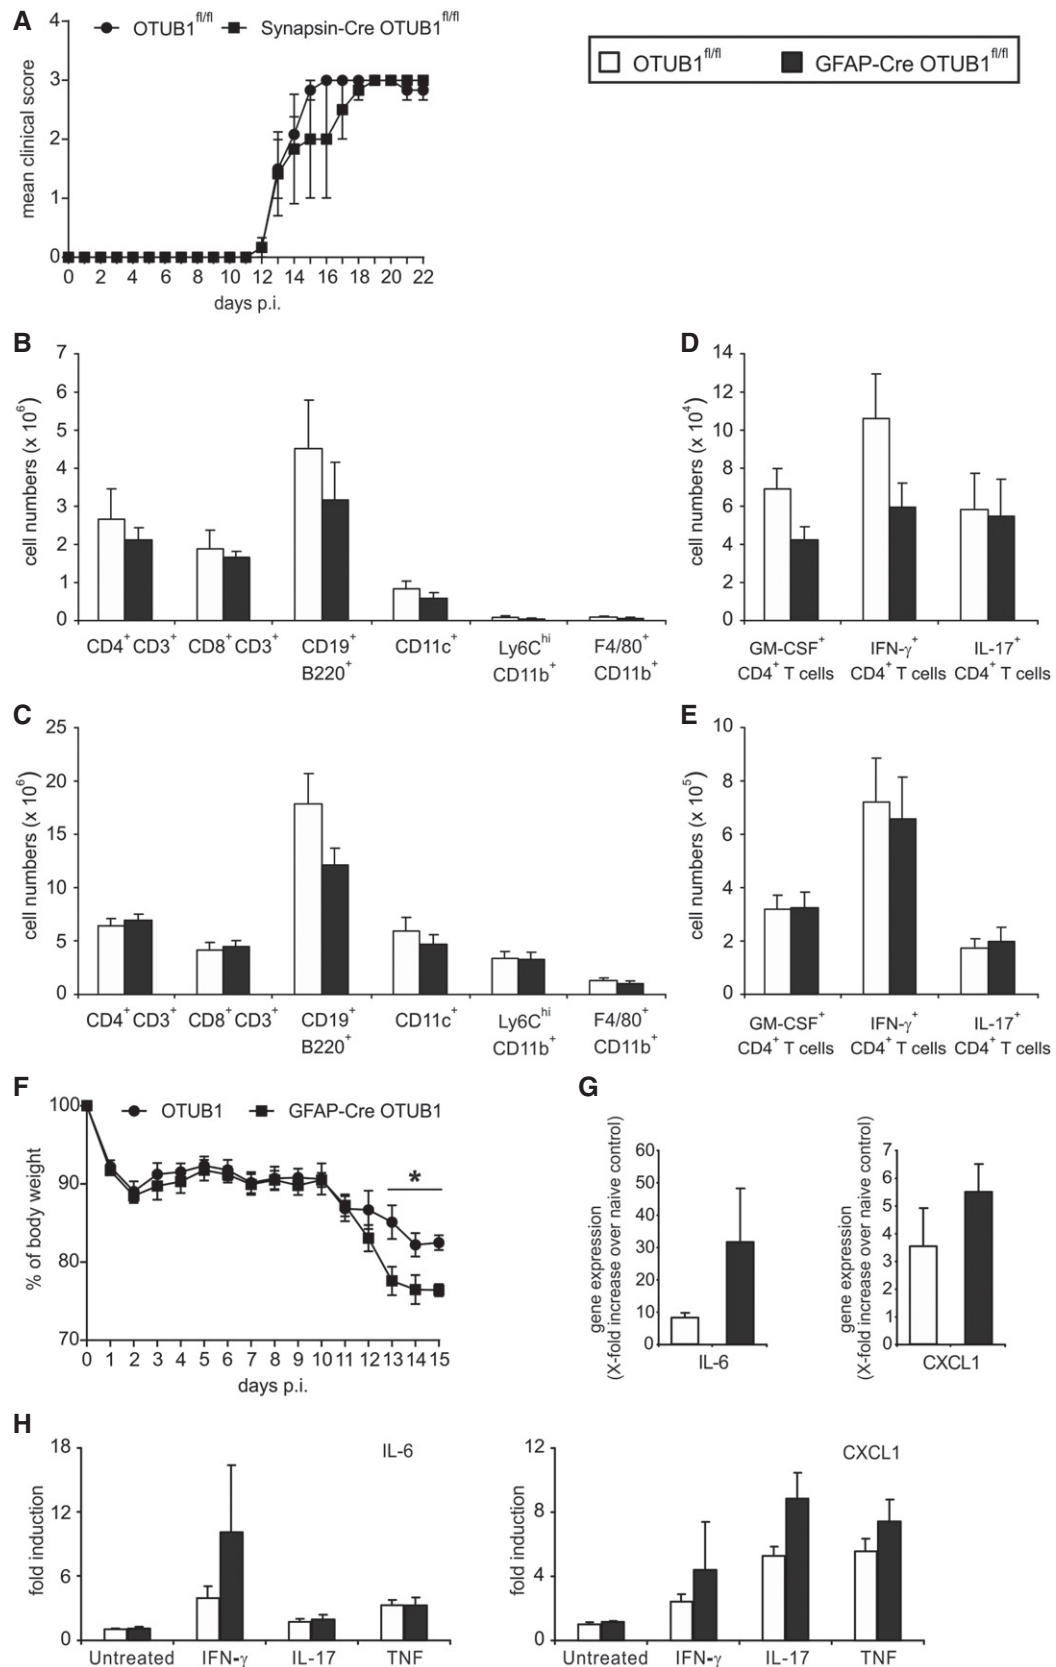 A
OTUB1fl/fl
Synapsin-Cre OTUB1fl/fl
mean clinical score
4
3
2
1
0
0 2 4 6 8 10 12 14 16 18 20 22
days p.i.
OTUB1fl/fl
GFAP-Cre OTUB1fl/fl
B
cell numbers (x 10⁶)
7
6
5
4
3
2
1
0
CD4⁺CD3⁺ CD8⁺CD3⁺ CD19⁺ CD11c⁺ Ly6Chi F4/80⁺
B220⁺ CD11b⁺ CD11b⁺
D
cell numbers (x 10⁴)
14
12
10
8
6
4
2
0
GM-CSF⁺ IFN-γ⁺ IL-17⁺
CD4⁺ T cells CD4⁺ T cells CD4⁺ T cells
C
cell numbers (x 10⁶)
25
20
15
10
5
0
CD4⁺CD3⁺ CD8⁺CD3⁺ CD19⁺ CD11c⁺ Ly6Chi F4/80⁺
B220⁺ CD11b⁺ CD11b⁺
E
cell numbers (x 10⁵)
10
8
6
4
2
0
GM-CSF⁺ IFN-γ⁺ IL-17⁺
CD4⁺ T cells CD4⁺ T cells CD4⁺ T cells
F
OTUB1
GFAP-Cre OTUB1
% of body weight
100
90
80
70
*
0 1 2 3 4 5 6 7 8 9 10 11 12 13 14 15
days p.i.
G
gene expression
(X-fold increase over naive control)
60
50
40
30
20
10
0
IL-6
gene expression
(X-fold increase over naive control)
7
6
5
4
3
2
1
0
CXCL1
H
IL-6
fold induction
18
12
6
0
Untreated IFN-γ IL-17 TNF
CXCL1
fold induction
12
8
4
0
Untreated IFN-γ IL-17 TNF